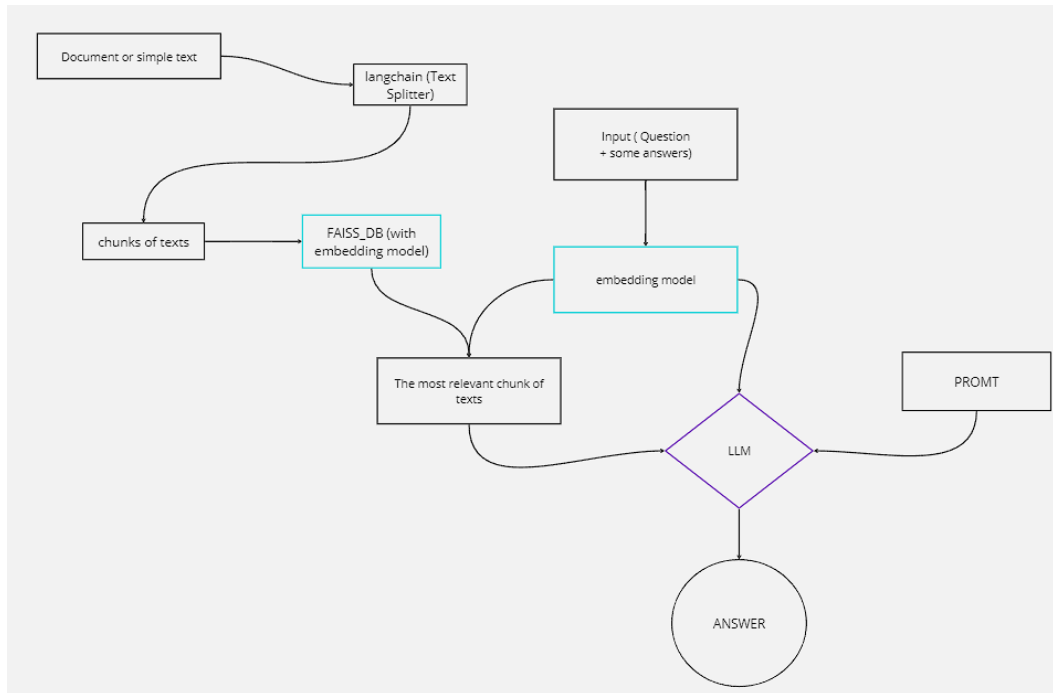 Document or simple text
langchain (Text
Splitter)
Input ( Question
+ some answers)
chunks of texts
FAISS_DB (with
embedding model)
embedding model
The most relevant chunk of
texts
PROMT
LLM
ANSWER